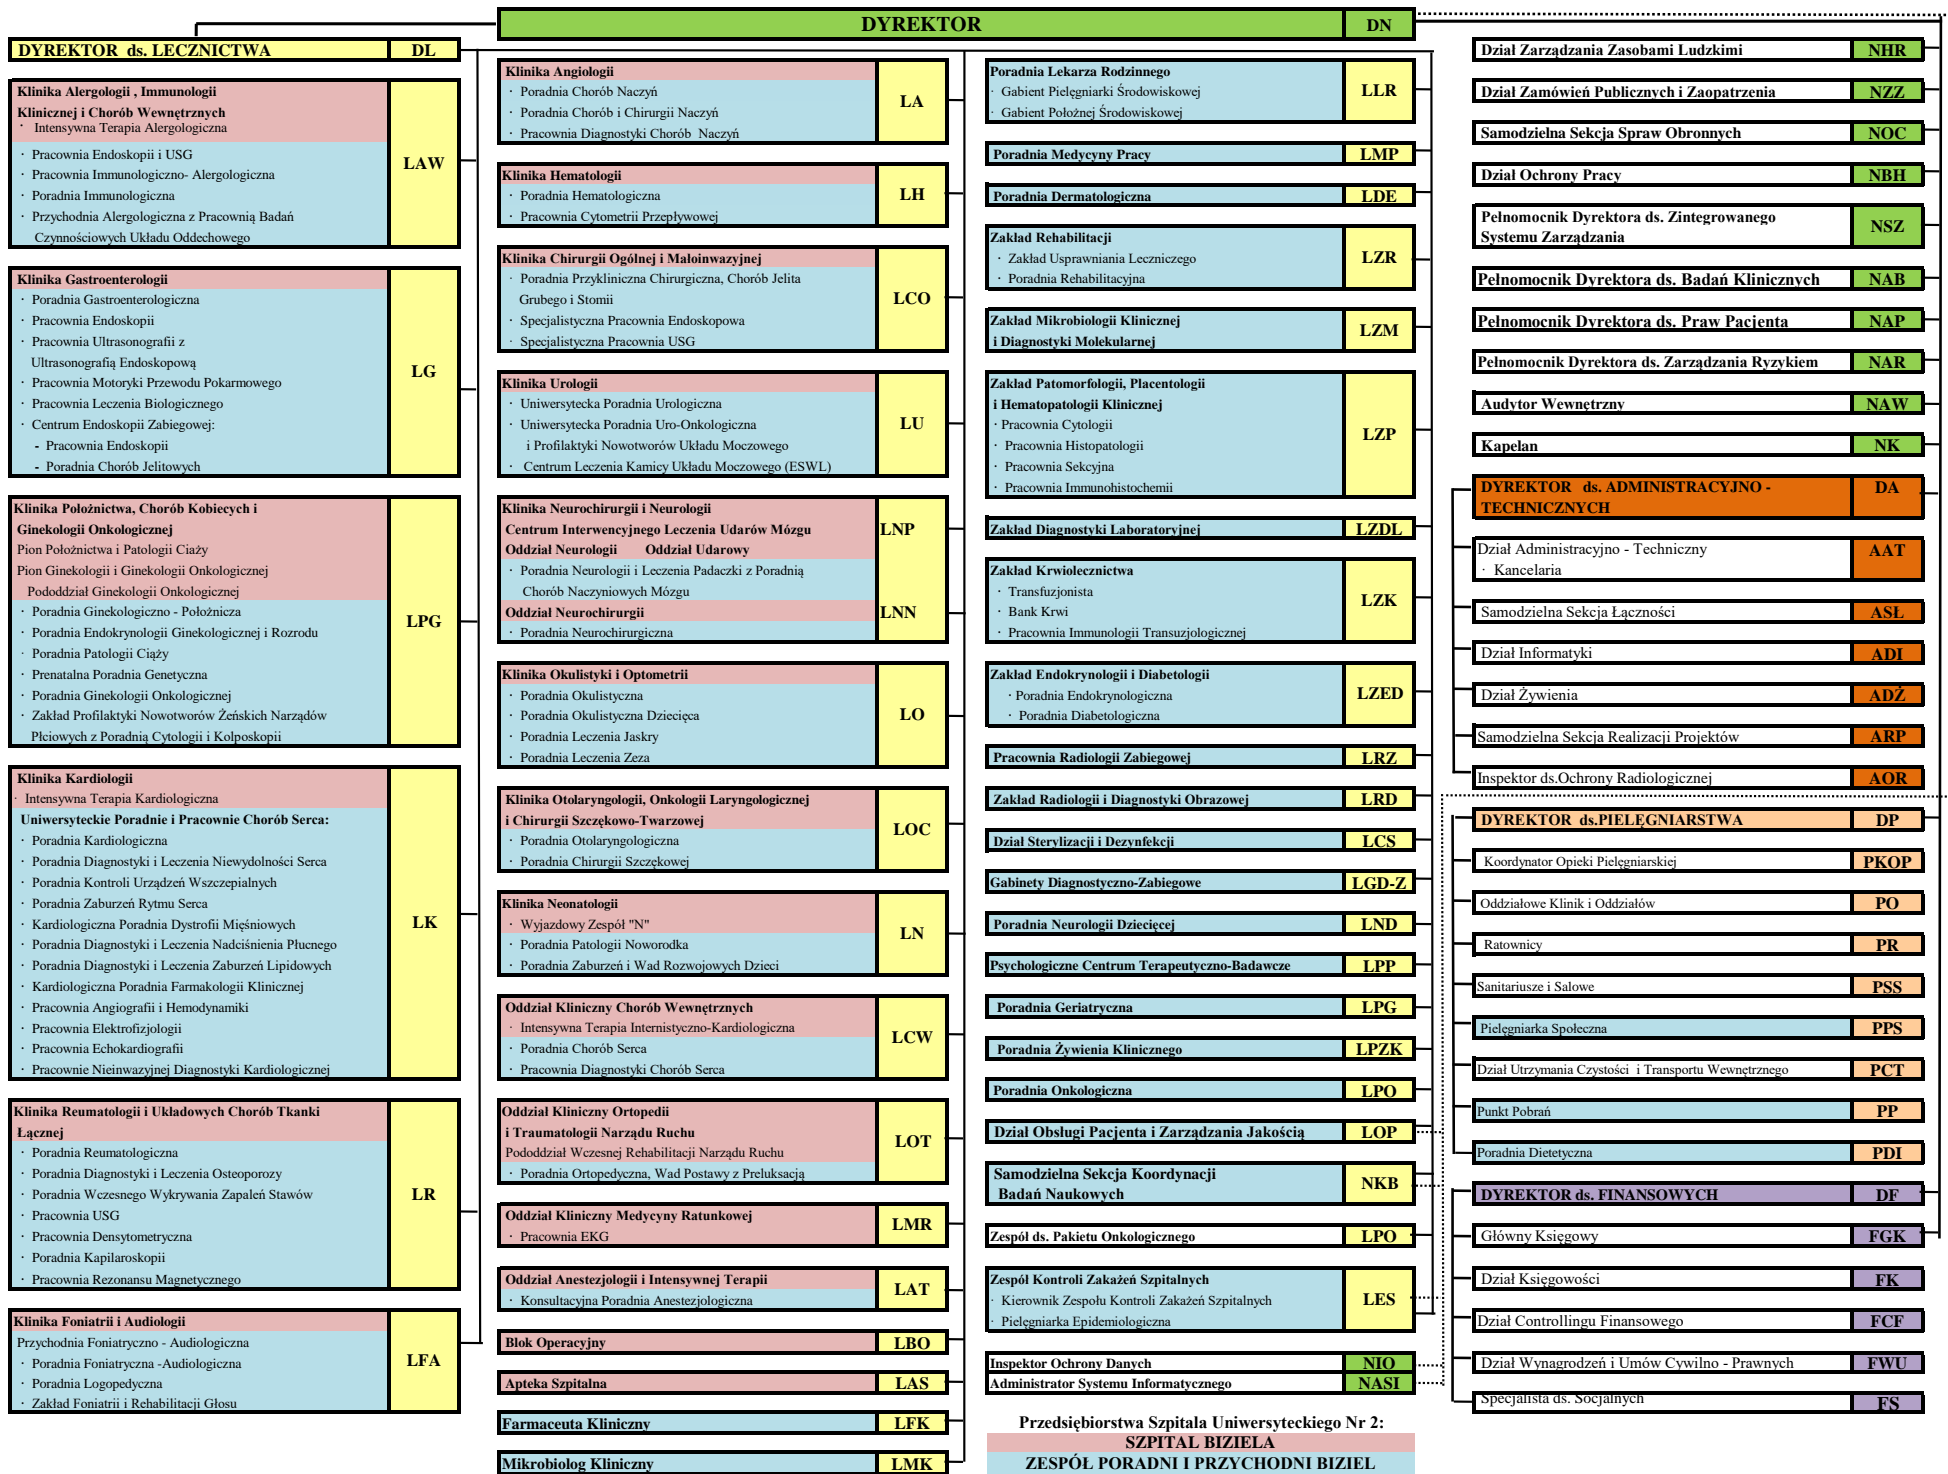 DYREKTOR DN
DYREKTOR ds. LECZNICTWA DL
Klinika Alergologii , Immunologii
Klinicznej i Chorób Wewnętrznych
· Intensywna Terapia Alergologiczna
· Pracownia Endoskopii i USG
LAW
· Pracownia Immunologiczno- Alergologiczna
· Poradnia Immunologiczna
· Przychodnia Alergologiczna z Pracownią Badań
Czynnościowych Układu Oddechowego
Klinika Gastroenterologii
· Poradnia Gastroenterologiczna
· Pracownia Endoskopii
· Pracownia Ultrasonografii z
Ultrasonografią Endoskopową
LG
· Pracownia Motoryki Przewodu Pokarmowego
· Pracownia Leczenia Biologicznego
· Centrum Endoskopii Zabiegowej:
- Pracownia Endoskopii
- Poradnia Chorób Jelitowych
Klinika Położnictwa, Chorób Kobiecych i
Ginekologii Onkologicznej
Pion Położnictwa i Patologii Ciaży
Pion Ginekologii i Ginekologii Onkologicznej
Pododdział Ginekologii Onkologicznej
· Poradnia Ginekologiczno - Położnicza
LPG
· Poradnia Endokrynologii Ginekologicznej i Rozrodu
· Poradnia Patologii Ciąży
· Prenatalna Poradnia Genetyczna
· Poradnia Ginekologii Onkologicznej
· Zakład Profilaktyki Nowotworów Żeńskich Narządów
Płciowych z Poradnią Cytologii i Kolposkopii
Klinika Kardiologii
· Intensywna Terapia Kardiologiczna
Uniwersyteckie Poradnie i Pracownie Chorób Serca:
· Poradnia Kardiologiczna
· Poradnia Diagnostyki i Leczenia Niewydolności Serca
· Poradnia Kontroli Urządzeń Wszczepialnych
· Poradnia Zaburzeń Rytmu Serca
· Kardiologiczna Poradnia Dystrofii Mięśniowych
LK
· Poradnia Diagnostyki i Leczenia Nadciśnienia Płucnego
· Poradnia Diagnostyki i Leczenia Zaburzeń Lipidowych
· Kardiologiczna Poradnia Farmakologii Klinicznej
· Pracownia Angiografii i Hemodynamiki
· Pracownia Elektrofizjologii
· Pracownia Echokardiografii
· Pracownie Nieinwazyjnej Diagnostyki Kardiologicznej
Klinika Reumatologii i Układowych Chorób Tkanki
Łącznej
· Poradnia Reumatologiczna
· Poradnia Diagnostyki i Leczenia Osteoporozy
· Poradnia Wczesnego Wykrywania Zapaleń Stawów
LR
· Pracownia USG
· Pracownia Densytometryczna
· Poradnia Kapilaroskopii
· Pracownia Rezonansu Magnetycznego
Klinika Foniatrii i Audiologii
Przychodnia Foniatryczno - Audiologiczna
· Poradnia Foniatryczna -Audiologiczna
LFA
· Poradnia Logopedyczna
· Zakład Foniatrii i Rehabilitacji Głosu
Klinika Angiologii
· Poradnia Chorób Naczyń
LA
· Poradnia Chorób i Chirurgii Naczyń
· Pracownia Diagnostyki Chorób Naczyń
Klinika Hematologii
· Poradnia Hematologiczna
LH
· Pracownia Cytometrii Przepływowej
Klinika Chirurgii Ogólnej i Małoinwazyjnej
· Poradnia Przykliniczna Chirurgiczna, Chorób Jelita
Grubego i Stomii
LCO
· Specjalistyczna Pracownia Endoskopowa
· Specjalistyczna Pracownia USG
Klinika Urologii
· Uniwersytecka Poradnia Urologiczna
· Uniwersytecka Poradnia Uro-Onkologiczna
LU
i Profilaktyki Nowotworów Układu Moczowego
· Centrum Leczenia Kamicy Układu Moczowego (ESWL)
Klinika Neurochirurgii i Neurologii
Centrum Interwencyjnego Leczenia Udarów Mózgu LNP
Oddział Neurologii Oddział Udarowy
· Poradnia Neurologii i Leczenia Padaczki z Poradnią
Chorób Naczyniowych Mózgu
Oddział Neurochirurgii LNN
· Poradnia Neurochirurgiczna
Klinika Okulistyki i Optometrii
· Poradnia Okulistyczna
· Poradnia Okulistyczna Dziecięca
LO
· Poradnia Leczenia Jaskry
· Poradnia Leczenia Zeza
Klinika Otolaryngologii, Onkologii Laryngologicznej
i Chirurgii Szczękowo-Twarzowej
LOC
· Poradnia Otolaryngologiczna
· Poradnia Chirurgii Szczękowej
Klinika Neonatologii
· Wyjazdowy Zespół "N"
LN
· Poradnia Patologii Noworodka
· Poradnia Zaburzeń i Wad Rozwojowych Dzieci
Oddział Kliniczny Chorób Wewnętrznych
· Intensywna Terapia Internistyczno-Kardiologiczna
LCW
· Poradnia Chorób Serca
· Pracownia Diagnostyki Chorób Serca
Oddział Kliniczny Ortopedii
i Traumatologii Narządu Ruchu
LOT
Pododdział Wczesnej Rehabilitacji Narządu Ruchu
· Poradnia Ortopedyczna, Wad Postawy z Preluksacją
Oddział Kliniczny Medycyny Ratunkowej
LMR
· Pracownia EKG
Oddział Anestezjologii i Intensywnej Terapii
LAT
· Konsultacyjna Poradnia Anestezjologiczna
Blok Operacyjny LBO
Apteka Szpitalna LAS
Farmaceuta Kliniczny LFK
Mikrobiolog Kliniczny LMK
Poradnia Lekarza Rodzinnego
· Gabient Pielęgniarki Środowiskowej
LLR
· Gabient Położnej Środowiskowej
Poradnia Medycyny Pracy LMP
Poradnia Dermatologiczna LDE
Zakład Rehabilitacji
· Zakład Usprawniania Leczniczego
LZR
· Poradnia Rehabilitacyjna
Zakład Mikrobiologii Klinicznej
LZM
i Diagnostyki Molekularnej
Zakład Patomorfologii, Placentologii
i Hematopatologii Klinicznej
· Pracownia Cytologii
LZP
· Pracownia Histopatologii
· Pracownia Sekcyjna
· Pracownia Immunohistochemii
Zakład Diagnostyki Laboratoryjnej LZDL
Zakład Krwiolecznictwa
· Transfuzjonista
LZK
· Bank Krwi
· Pracownia Immunologii Transuzjologicznej
Zakład Endokrynologii i Diabetologii
· Poradnia Endokrynologiczna
LZED
· Poradnia Diabetologiczna
Pracownia Radiologii Zabiegowej LRZ
Zakład Radiologii i Diagnostyki Obrazowej LRD
Dział Sterylizacji i Dezynfekcji LCS
Gabinety Diagnostyczno-Zabiegowe LGD-Z
Poradnia Neurologii Dziecięcej LND
Psychologiczne Centrum Terapeutyczno-Badawcze LPP
Poradnia Geriatryczna LPG
Poradnia Żywienia Klinicznego LPZK
Poradnia Onkologiczna LPO
Dział Obsługi Pacjenta i Zarządzania Jakością LOP
Samodzielna Sekcja Koordynacji
NKB
Badań Naukowych
Zespół ds. Pakietu Onkologicznego LPO
Zespół Kontroli Zakażeń Szpitalnych
· Kierownik Zespołu Kontroli Zakażeń Szpitalnych
LES
· Pielęgniarka Epidemiologiczna
Inspektor Ochrony Danych NIO
Administrator Systemu Informatycznego NASI
Przedsiębiorstwa Szpitala Uniwersyteckiego Nr 2:
SZPITAL BIZIELA
ZESPÓŁ PORADNI I PRZYCHODNI BIZIEL
Dział Zarządzania Zasobami Ludzkimi NHR
Dział Zamówień Publicznych i Zaopatrzenia NZZ
Samodzielna Sekcja Spraw Obronnych NOC
Dział Ochrony Pracy NBH
Pełnomocnik Dyrektora ds. Zintegrowanego
NSZ
Systemu Zarządzania
Pełnomocnik Dyrektora ds. Badań Klinicznych NAB
Pełnomocnik Dyrektora ds. Praw Pacjenta NAP
Pełnomocnik Dyrektora ds. Zarządzania Ryzykiem NAR
Audytor Wewnętrzny NAW
Kapelan NK
DYREKTOR ds. ADMINISTRACYJNO - DA
TECHNICZNYCH
Dział Administracyjno - Techniczny AAT
· Kancelaria
Samodzielna Sekcja Łączności ASŁ
Dział Informatyki ADI
Dział Żywienia ADŻ
Samodzielna Sekcja Realizacji Projektów ARP
Inspektor ds.Ochrony Radiologicznej AOR
DYREKTOR ds.PIELĘGNIARSTWA DP
Koordynator Opieki Pielęgniarskiej PKOP
Oddziałowe Klinik i Oddziałów PO
Ratownicy PR
Sanitariusze i Salowe PSS
Pielęgniarka Społeczna PPS
Dział Utrzymania Czystości i Transportu Wewnętrznego PCT
Punkt Pobrań PP
Poradnia Dietetyczna PDI
DYREKTOR ds. FINANSOWYCH DF
Główny Księgowy FGK
Dział Księgowości FK
Dział Controllingu Finansowego FCF
Dział Wynagrodzeń i Umów Cywilno - Prawnych FWU
Specjalista ds. Socjalnych FS